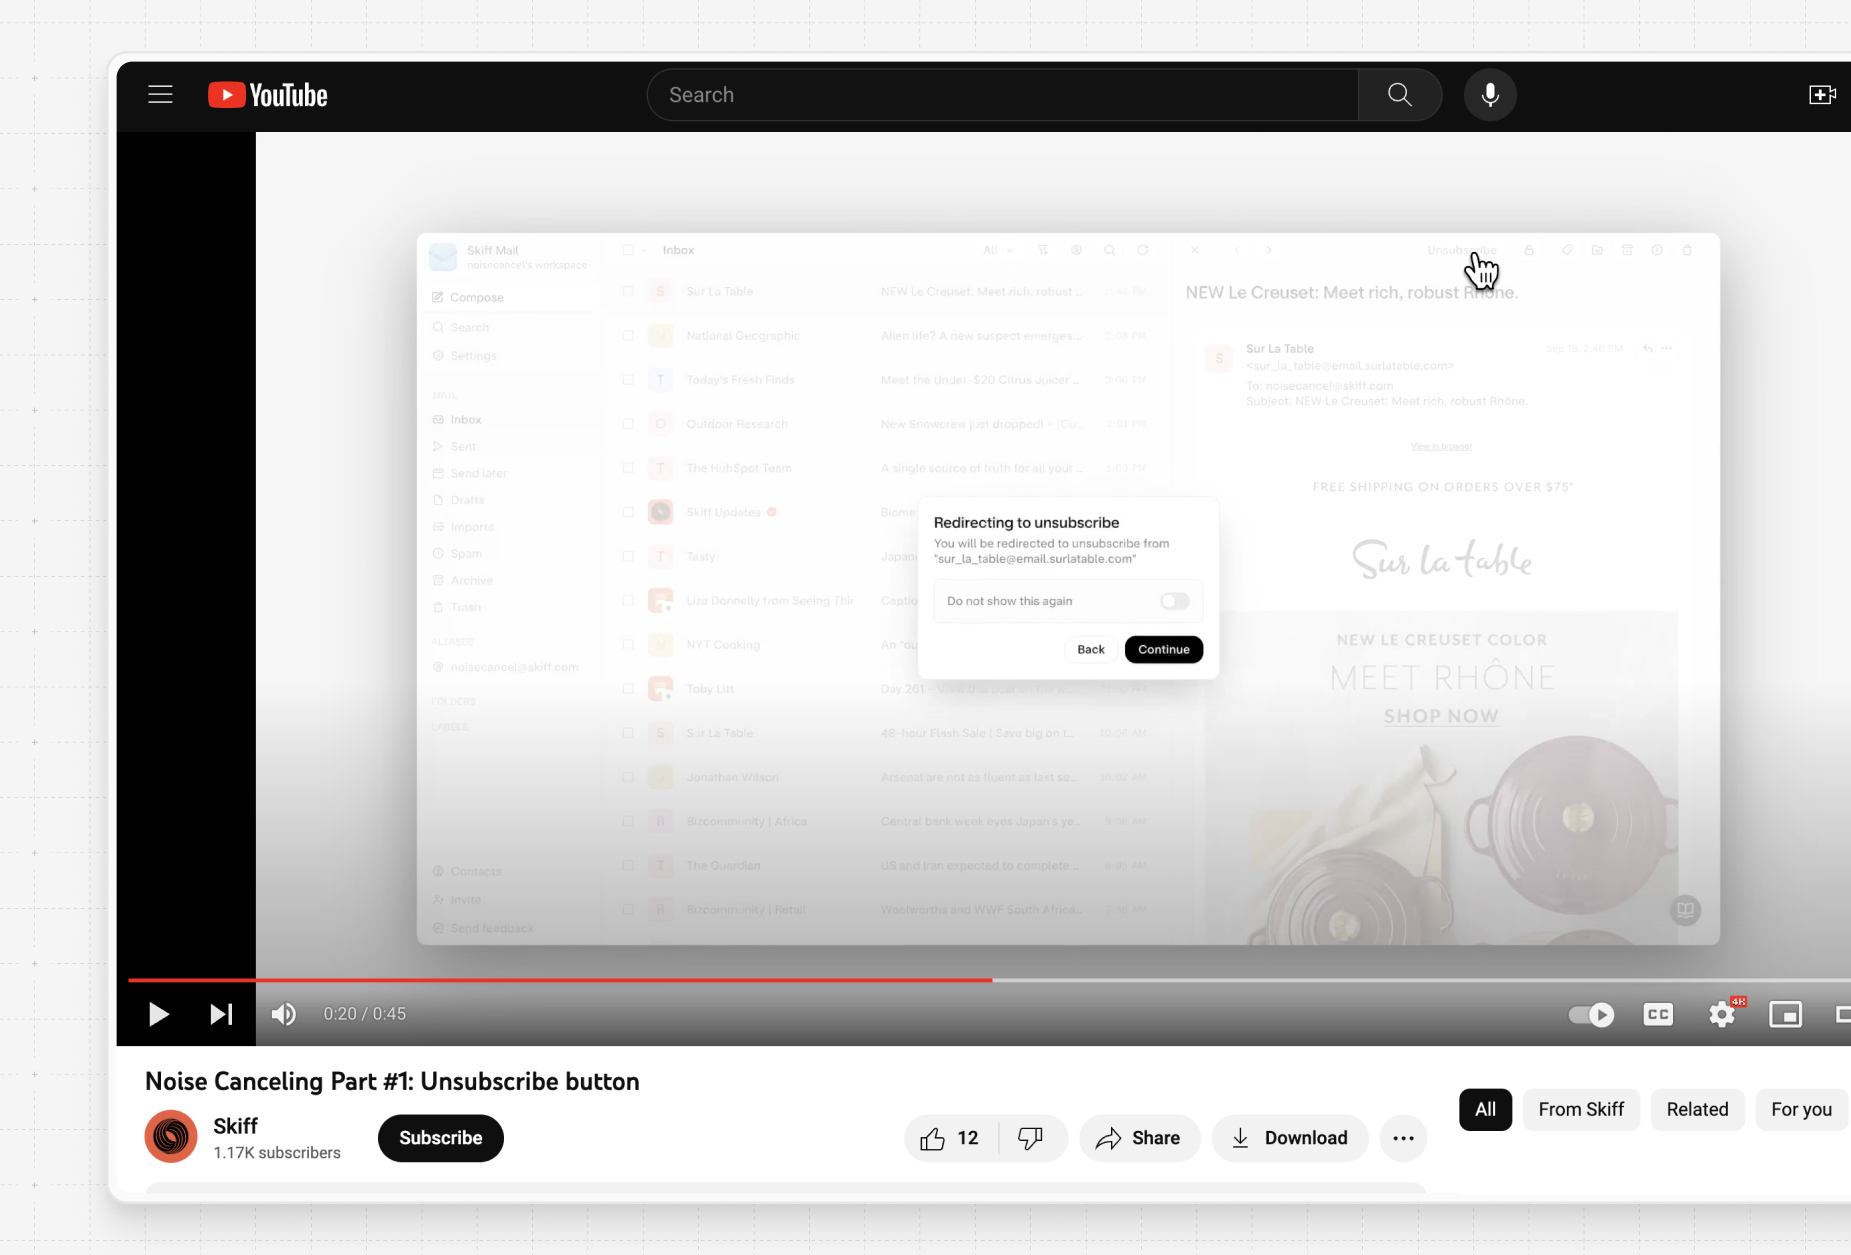 YouTube
Search
Skiff Mail
noisecancel's workspace
Compose
Search
Settings
MAIL
Inbox
Sent
Send later
Drafts
Imports
Spam
Archive
Trash
ALIASES
noisecancel@skiff.com
FOLDERS
LABELS
Contacts
Invite
Send feedback
Inbox
All
S Sur La Table NEW Le Creuset: Meet rich, robust ... 2:46 PM
National Geographic Alien life? A new suspect emerges... 2:09 PM
T Today's Fresh Finds Meet the Under-$20 Citrus Juicer ... 2:06 PM
O Outdoor Research New Snowcrew just dropped! – [Ou.. 2:01 PM
T The HubSpot Team A single source of truth for all your ... 1:00 PM
Skiff Updates Biome
T Tasty Japan
Liza Donnelly from Seeing Thi Captio
NYT Cooking An "ou
Toby Litt Day 261 –
S Sur La Table 48-hour Flash Sale | Save big on t... 10:08 AM
Jonathan Wilson Arsenal are not as fluent as last se... 10:02 AM
B Bizcommunity | Africa Central bank week eyes Japan's ye... 9:00 AM
T The Guardian US and Iran expected to complete ... 8:05 AM
B Bizcommunity | Retail Woolworths and WWF South Africa...
Unsubscribe
NEW Le Creuset: Meet rich, robust Rhône.
S
Sur La Table
Sep 18, 2:46 PM
<sur_la_table@email.surlatable.com>
To: noisecancel@skiff.com
Subject: NEW Le Creuset: Meet rich, robust Rhône.
View in browser
FREE SHIPPING ON ORDERS OVER $75*
Sur la table
NEW LE CREUSET COLOR
MEET RHÔNE
SHOP NOW
Redirecting to unsubscribe
You will be redirected to unsubscribe from
"sur_la_table@email.surlatable.com"
Do not show this again
Back
Continue
0:20 / 0:45
CC
4K
Noise Canceling Part #1: Unsubscribe button
Skiff
1.17K subscribers
Subscribe
12
Share
Download
All
From Skiff
Related
For you